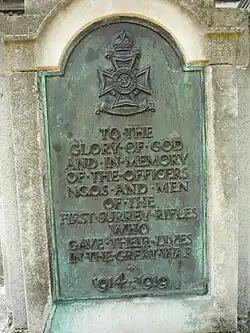 TO THE
GLORY OF GOD
AND IN MEMORY
OF THE OFFICERS
N.C.O.S AND MEN
OF THE
FIRST SURREY RIFLES
WHO
GAVE THEIR LIVES
IN THE GREAT WAR
1914-1919